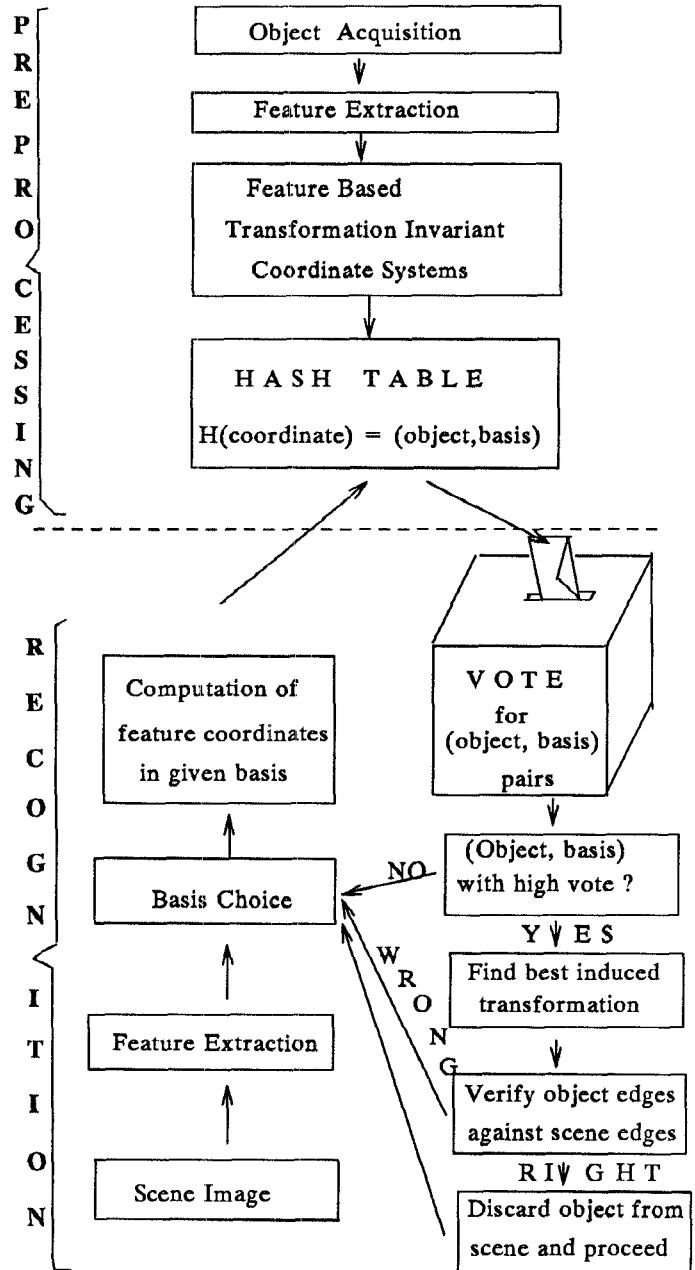 PREPROCESSING
Object Acquisition
Feature Extraction
Feature Based
Transformation Invariant
Coordinate Systems
HASH TABLE
H(coordinate) = (object,basis)
RECOGNITION
Computation of
feature coordinates
in given basis
Basis Choice
Feature Extraction
Scene Image
VOTE
for
(object, basis)
pairs
(Object, basis)
with high vote ?
NO
YES
Find best induced
transformation
WRONG
Verify object edges
against scene edges
RIGHT
Discard object from
scene and proceed